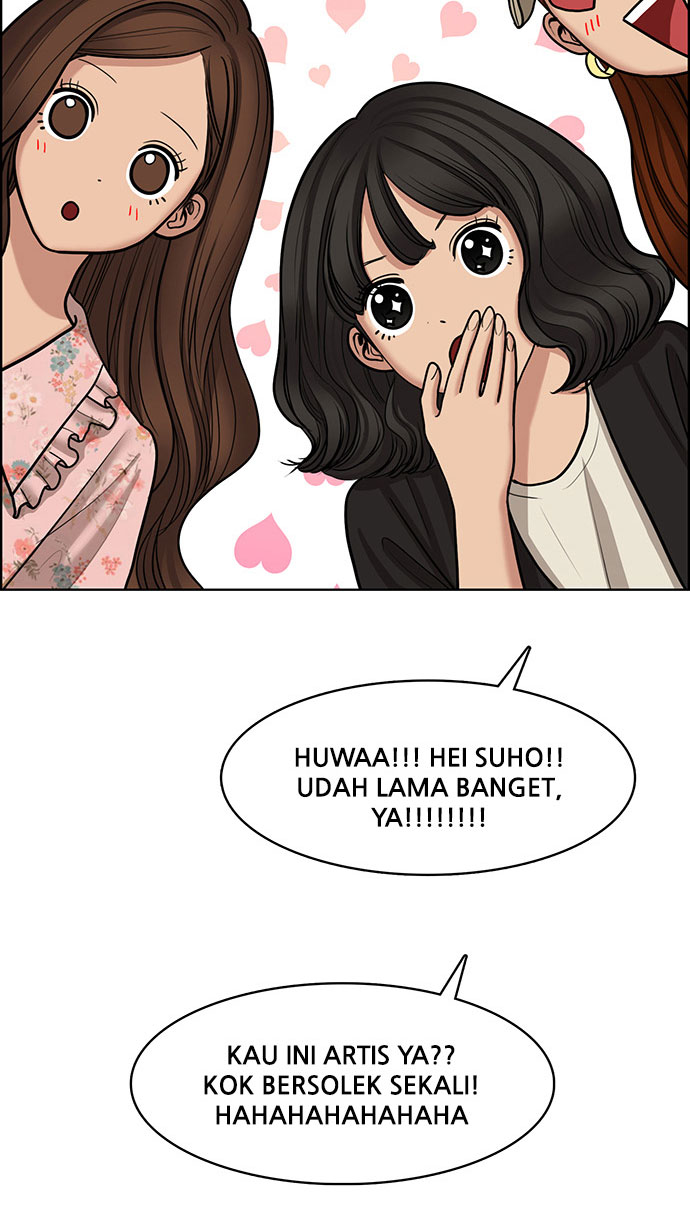 HUWAA!!! HEI SUHO!!
UDAH LAMA BANGET,
YA!!!!!!!!
KAU INI ARTIS YA??
KOK BERSOLEK SEKALI!
HAHAHAHAHAHAHA